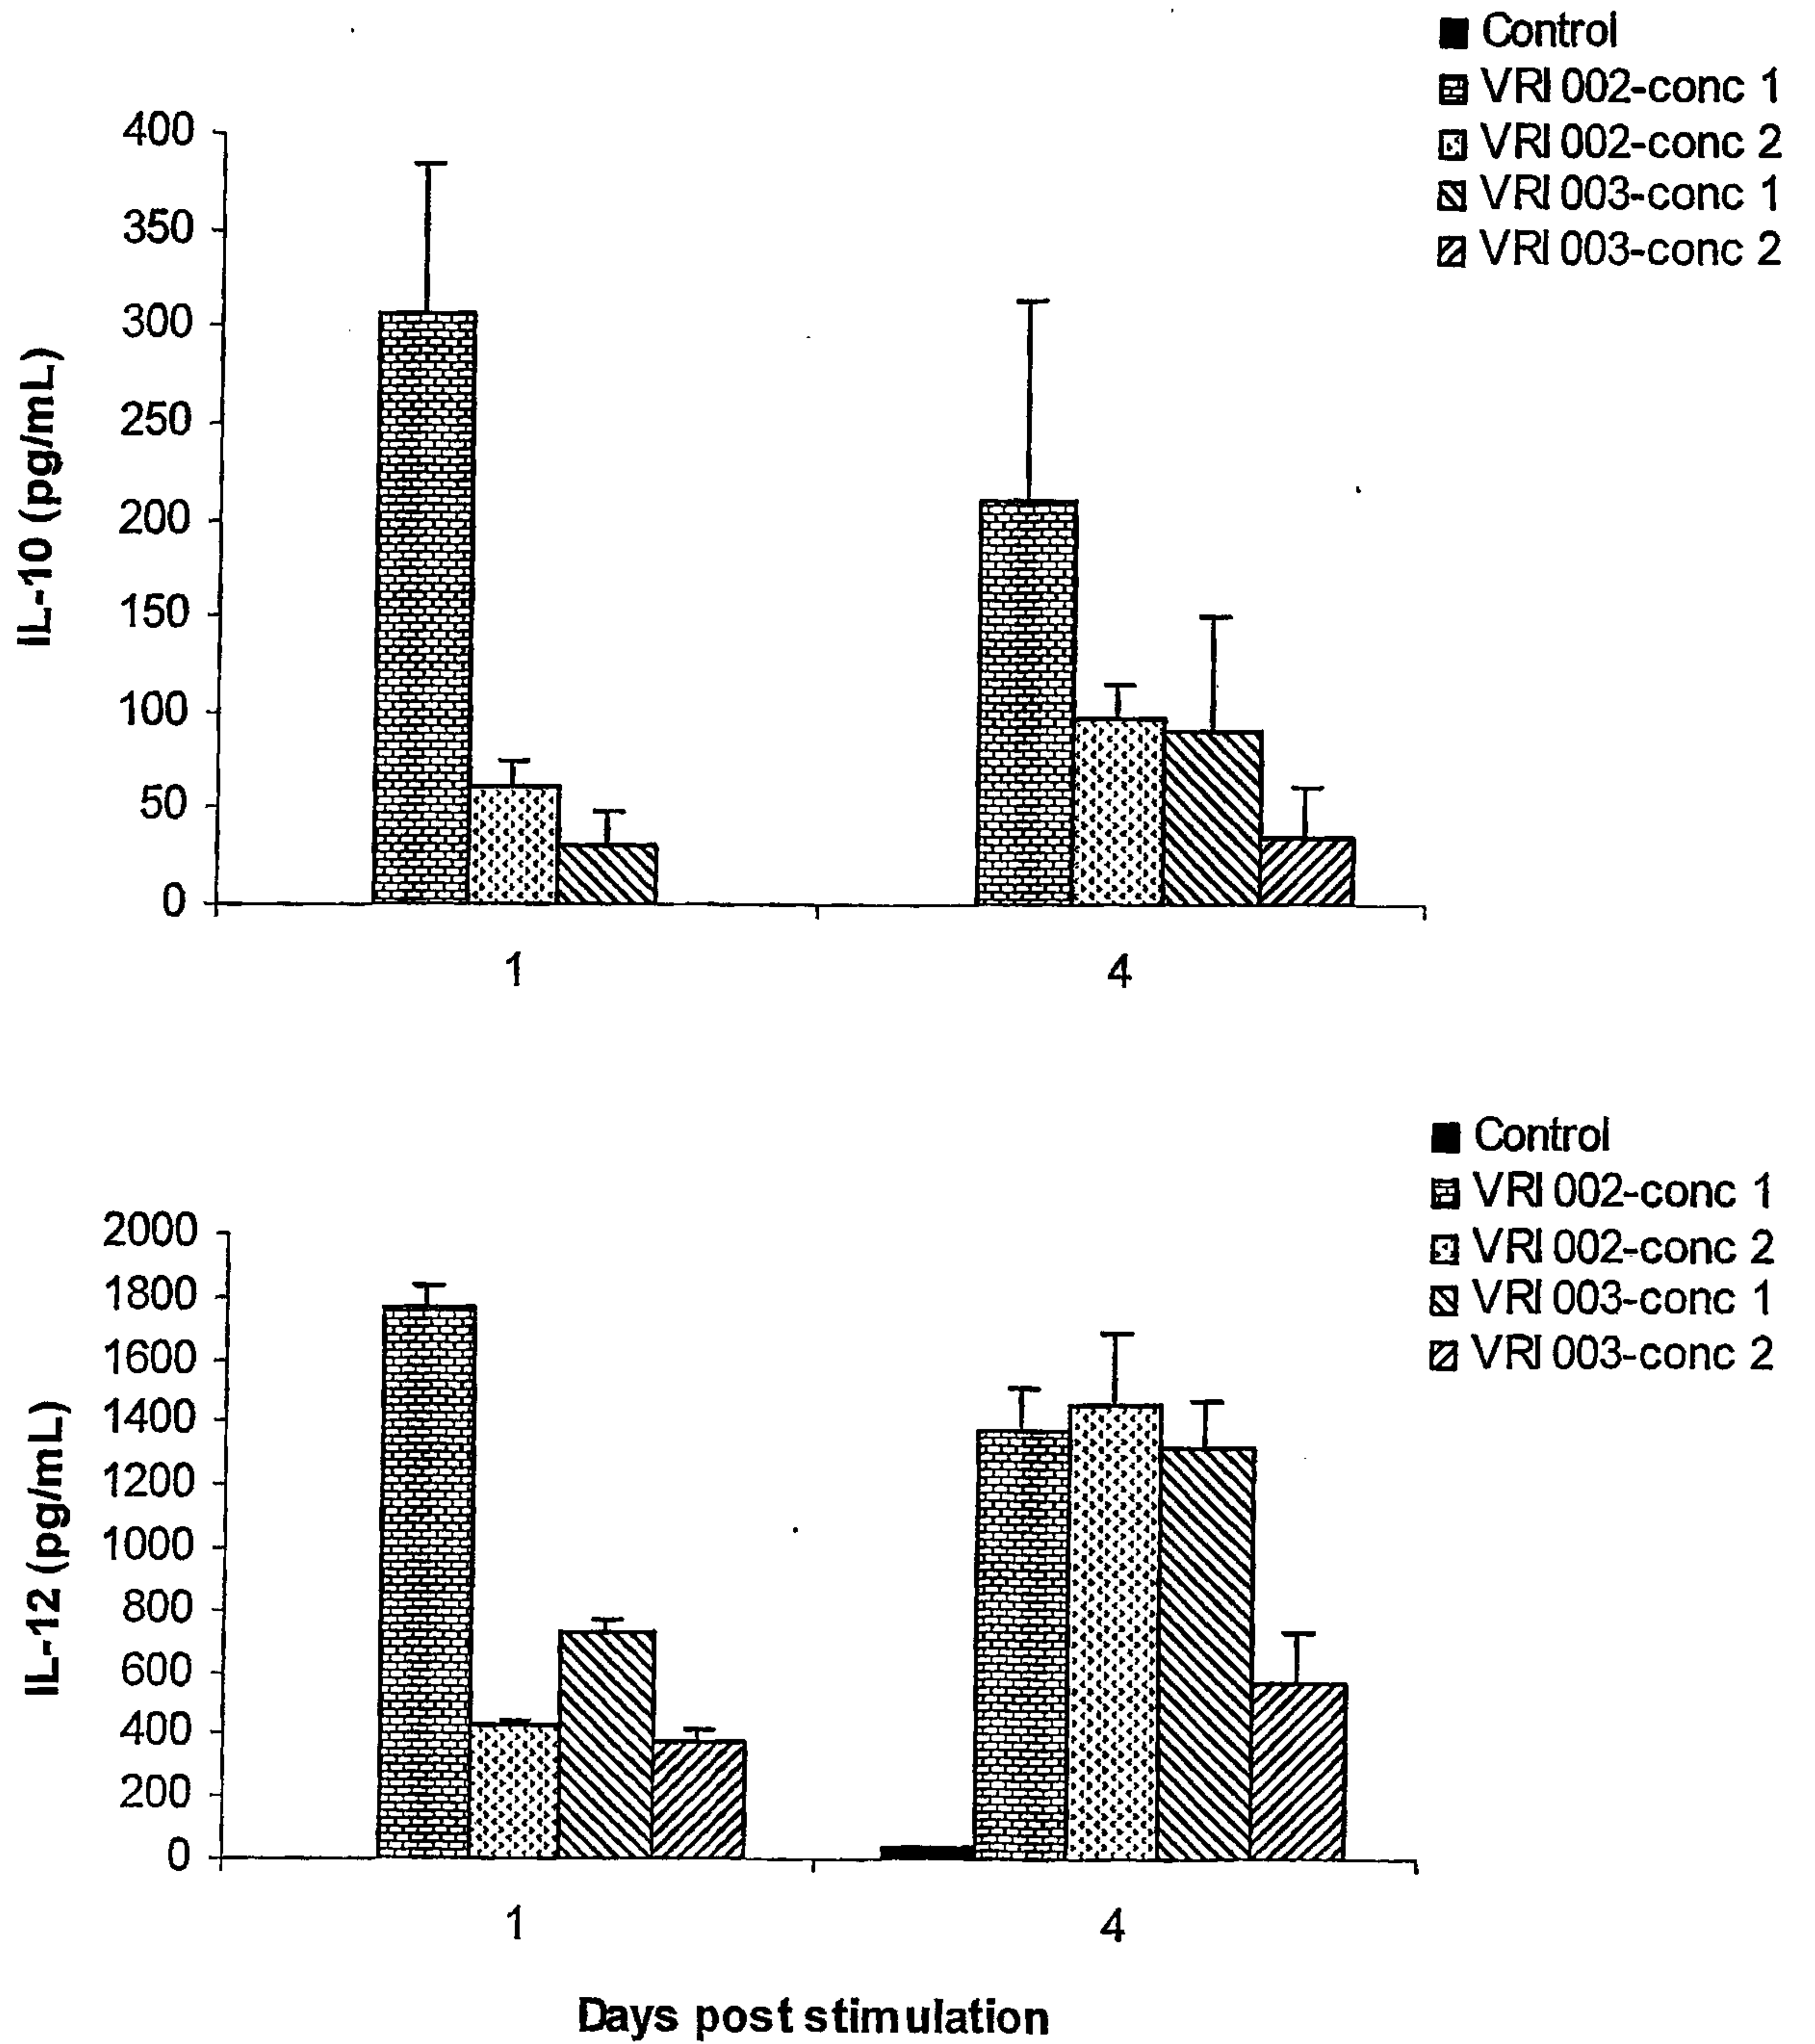 Control
VRI 002-conc 1
VRI 002-conc 2
VRI 003-conc 1
VRI 003-conc 2
400
350
300
250
200
150
100
50
0
IL-10 (pg/mL)
1 4
Control
VRI 002-conc 1
VRI 002-conc 2
VRI 003-conc 1
VRI 003-conc 2
2000
1800
1600
1400
1200
1000
800
600
400
200
0
IL-12 (pg/mL)
1 4
Days post stimulation